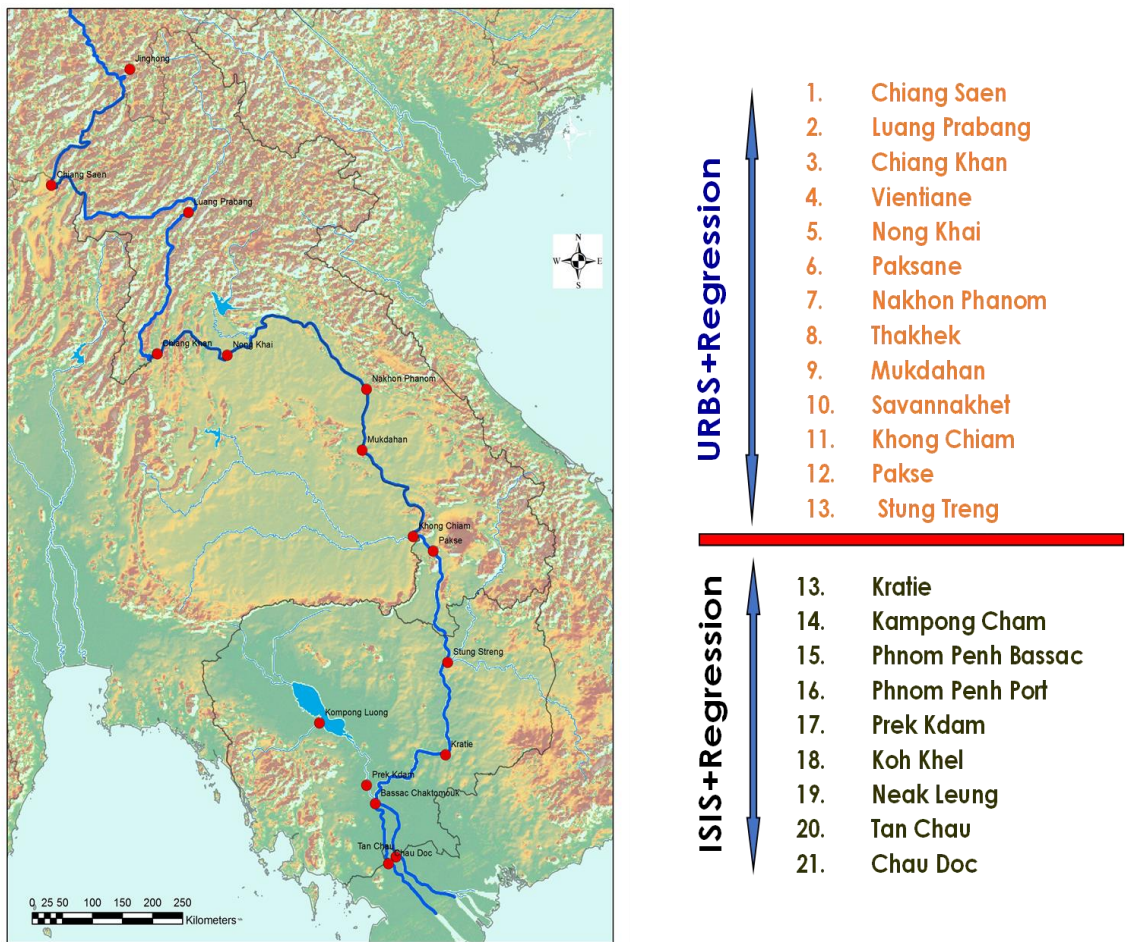 Jinghong
Chiang Saen
Luang Prabang
N
W E
S
Chiang Khan
Nong Khai
Nakhon Phanom
Mukdahan
Khong Chiam
Pakse
Stung Streng
Kompong Luong
Kratie
Prek Kdam
Bassac Chaktomouk
Tan Chau
Chau Doc
0 25 50 100 150 200 250
Kilometers
URBS+Regression
1. Chiang Saen
2. Luang Prabang
3. Chiang Khan
4. Vientiane
5. Nong Khai
6. Paksane
7. Nakhon Phanom
8. Thakhek
9. Mukdahan
10. Savannakhet
11. Khong Chiam
12. Pakse
13. Stung Treng
ISIS+Regression
13. Kratie
14. Kampong Cham
15. Phnom Penh Bassac
16. Phnom Penh Port
17. Prek Kdam
18. Koh Khel
19. Neak Leung
20. Tan Chau
21. Chau Doc